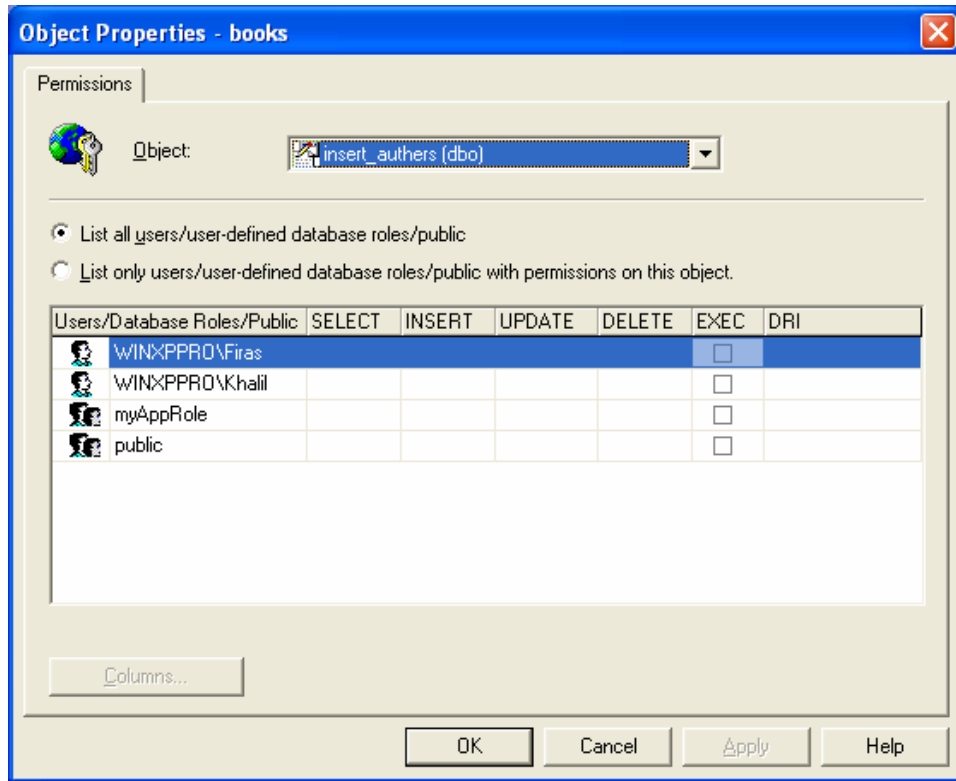 Object Properties - books
Permissions
Object: insert_authers (dbo)
List all users/user-defined database roles/public
List only users/user-defined database roles/public with permissions on this object.
Users/Database Roles/Public SELECT INSERT UPDATE DELETE EXEC DRI
WINXPPRO\Firas
WINXPPRO\Khalil
myAppRole
public
Columns...
OK Cancel Apply Help